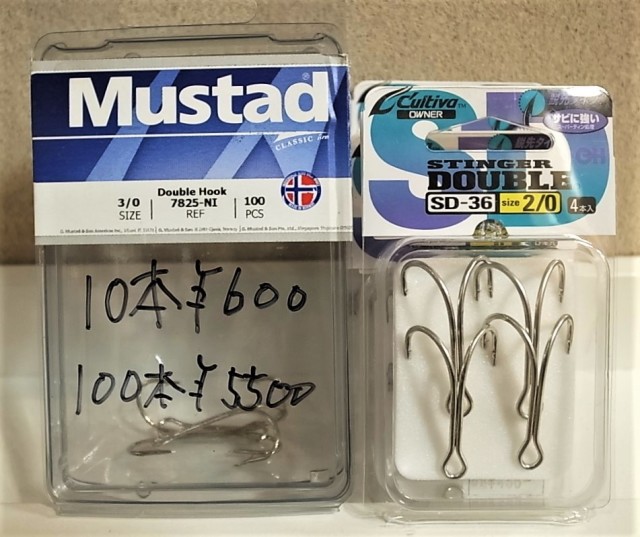 Mustad
CLASSIC
Double Hook
3/0
SIZE
7825-NI
REF
100
PCS
10本¥600
100本¥5500
Cultiva™
OWNER
サビに強い
STINGER
DOUBLE
SD-36
size 2/0
4本入